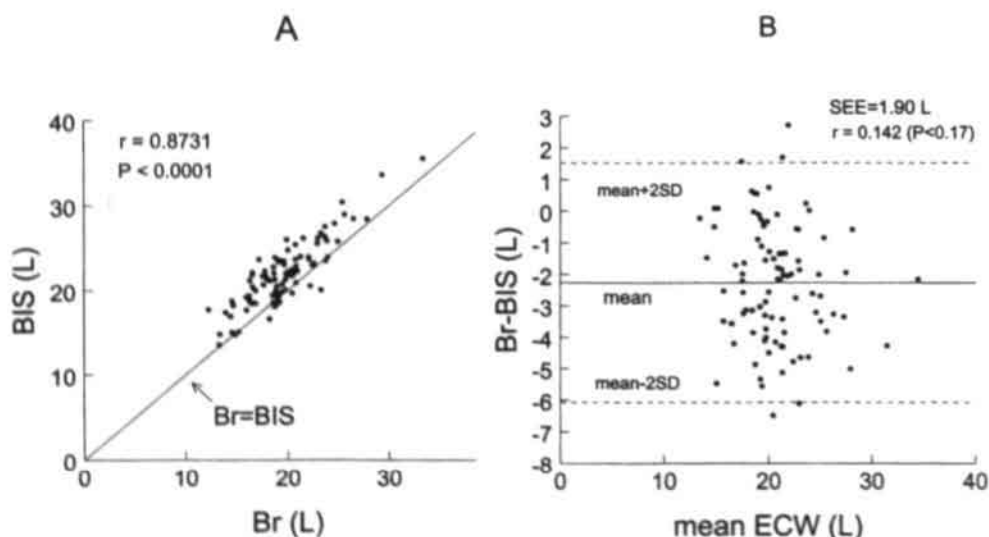 A
40
r = 0.8731
P < 0.0001
30
20
10
0
BIS (L)
Br=BIS
0 10 20 30
Br (L)
B
SEE=1.90 L
r = 0.142 (P<0.17)
3
2
1
0
-1
-2
-3
-4
-5
-6
-7
-8
Br-BIS (L)
mean+2SD
mean
mean-2SD
0 10 20 30 40
mean ECW (L)